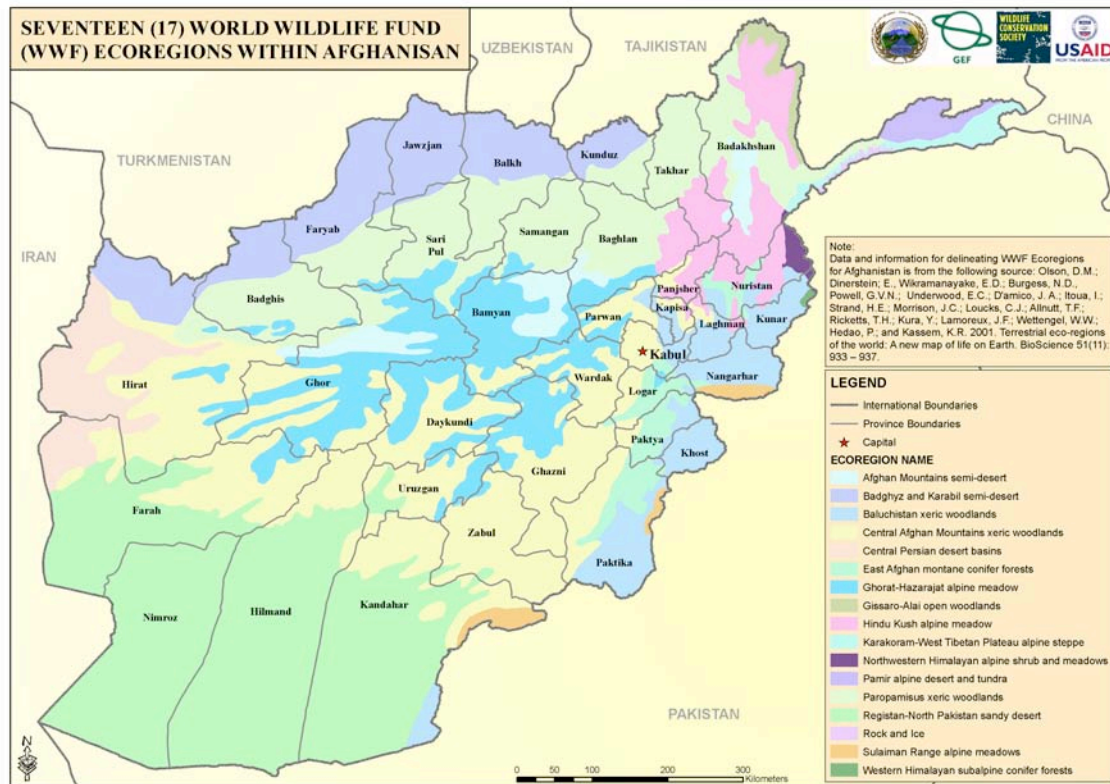 SEVENTEEN (17) WORLD WILDLIFE FUND
(WWF) ECOREGIONS WITHIN AFGHANISAN
UZBEKISTAN
TAJIKISTAN
GEF
WILDLIFE
CONSERVATION
SOCIETY
USAID
FROM THE AMERICAN PEOPLE
CHINA
TURKMENISTAN
IRAN
PAKISTAN
Jawzjan
Balkh
Kunduz
Badakhshan
Takhar
Faryab
Sari
Pul
Samangan
Baghlan
Badghis
Bamyan
Panjsher
Nuristan
Parwan
Kapisa
Laghman
Kunar
Kabul
Hirat
Ghor
Wardak
Nangarhar
Logar
Daykundi
Paktya
Khost
Ghazni
Uruzgan
Farah
Zabul
Paktika
Nimroz
Hilmand
Kandahar
Note:
Data and information for delineating WWF Ecoregions
for Afghanistan is from the following source: Olson, D.M.;
Dinerstein; E., Wikramanayake, E.D.; Burgess, N.D.,
Powell, G.V.N.; Underwood, E.C.; D'amico, J. A.; Itoua, I.;
Strand, H.E.; Morrison, J.C.; Loucks, C.J.; Allnutt, T.F.;
Ricketts, T.H.; Kura, Y.; Lamoreux, J.F.; Wettengel, W.W.;
Hedao, P.; and Kassem, K.R. 2001. Terrestrial eco-regions
of the world: A new map of life on Earth. BioScience 51(11):
933 – 937.
LEGEND
International Boundaries
Province Boundaries
Capital
ECOREGION NAME
Afghan Mountains semi-desert
Badghyz and Karabil semi-desert
Baluchistan xeric woodlands
Central Afghan Mountains xeric woodlands
Central Persian desert basins
East Afghan montane conifer forests
Ghorat-Hazarajat alpine meadow
Gissaro-Alai open woodlands
Hindu Kush alpine meadow
Karakoram-West Tibetan Plateau alpine steppe
Northwestern Himalayan alpine shrub and meadows
Pamir alpine desert and tundra
Paropamisus xeric woodlands
Registan-North Pakistan sandy desert
Rock and Ice
Sulaiman Range alpine meadows
Western Himalayan subalpine conifer forests
N
0 50 100 200 300
Kilometers